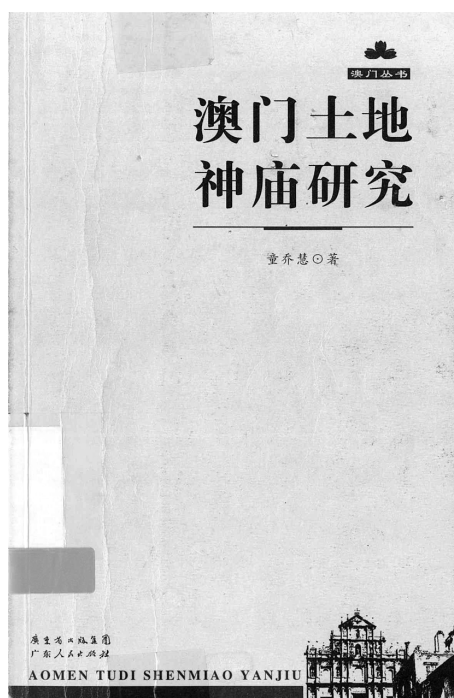 澳门丛书
澳门土地
神庙研究
童乔慧⊙著
广东省出版集团
广东人民出版社
AOMEN TUDI SHENMIAO YANJIU